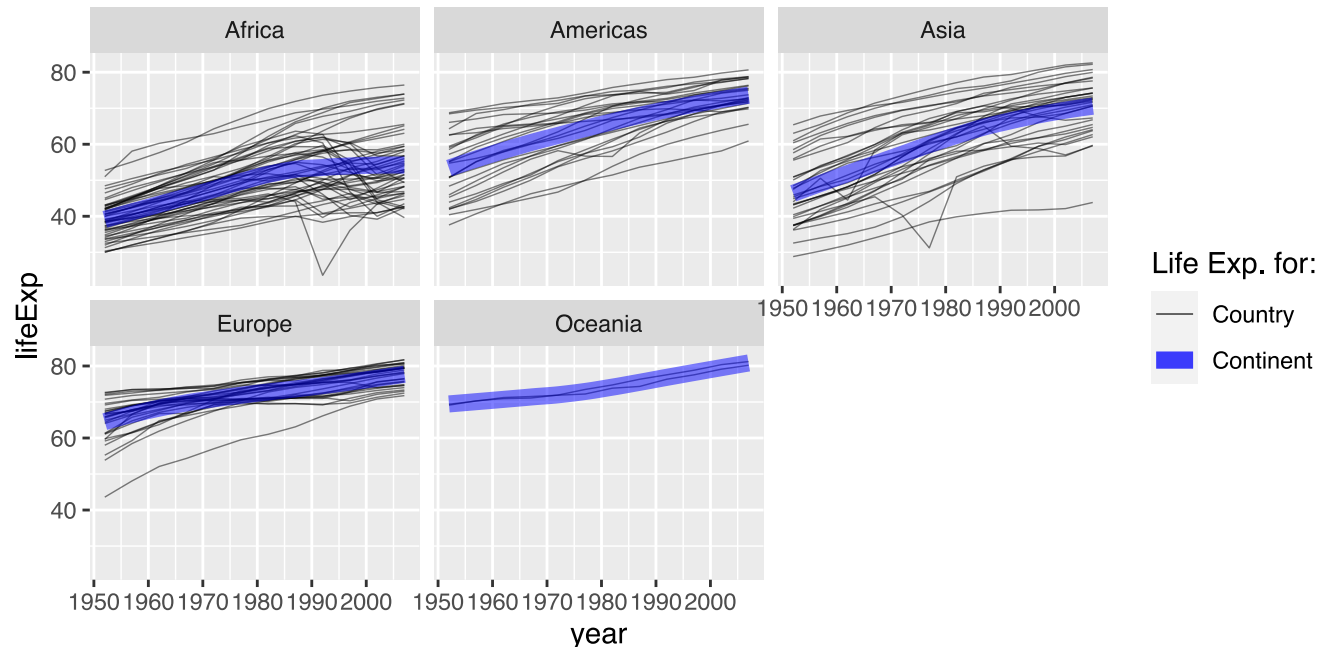 Africa
Americas
Asia
80
60
40
1950 1960 1970 1980 1990 2000
Europe
Oceania
80
60
40
1950 1960 1970 1980 1990 2000
1950 1960 1970 1980 1990 2000
lifeExp
year
Life Exp. for:
Country
Continent